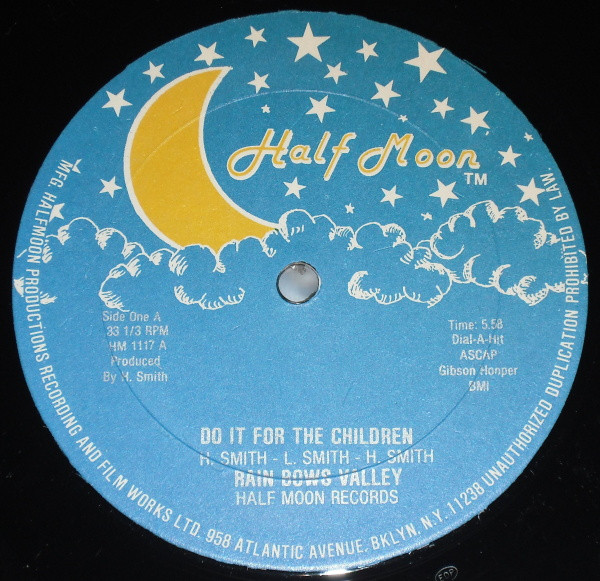 Half Moon
TM
Side One A
33 1/3 RPM
HM 1117 A
Produced
By H. Smith
Time: 5.58
Dial-A-Hit
ASCAP
Gibson Hooper
BMI
DO IT FOR THE CHILDREN
H. SMITH - L. SMITH - H. SMITH
RAIN BOWS VALLEY
HALF MOON RECORDS
MFG. HALFMOON PRODUCTIONS RECORDING AND FILM WORKS LTD. 958 ATLANTIC AVENUE. BKLYN, N.Y. 11238 UNAUTHORIZED DUPLICATION PROHIBITED BY LAW.